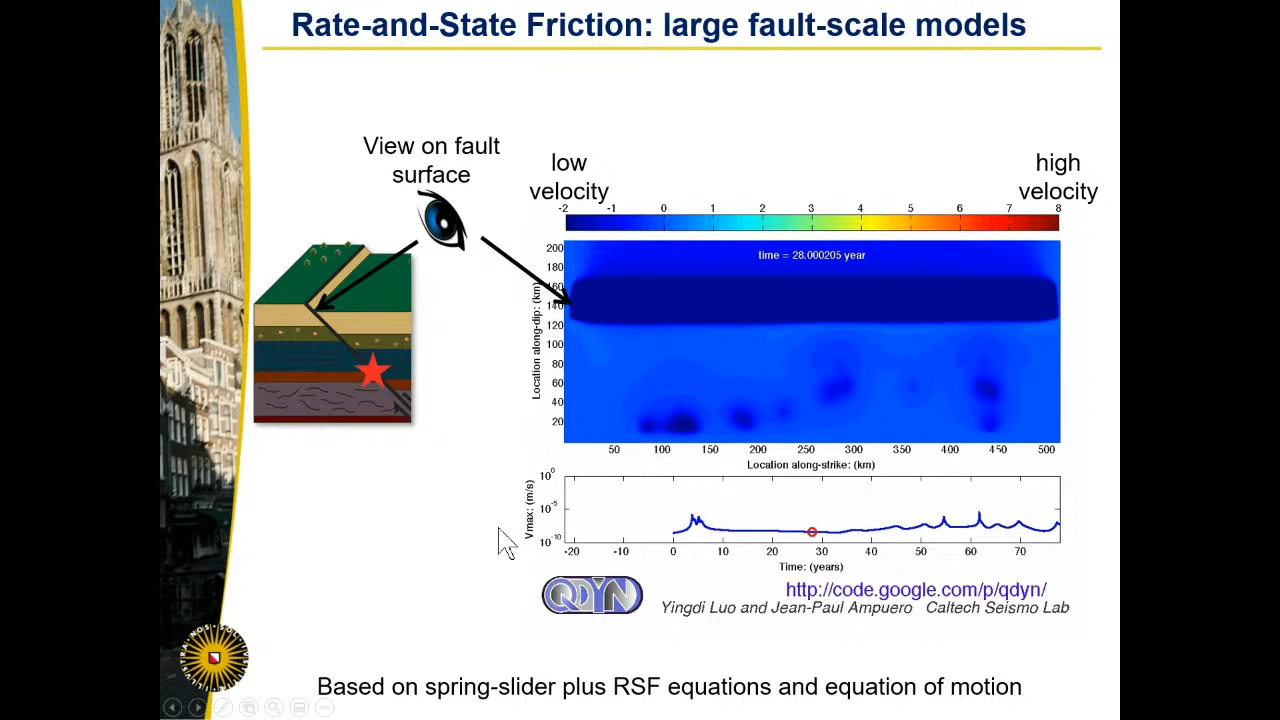 Rate-and-State Friction: large fault-scale models
View on fault
surface
low
velocity
high
velocity
-2 -1 0 1 2 3 4 5 6 7 8
time = 28.000205 year
200
180
160
140
120
100
80
60
40
20
Location along-dip: (km)
50 100 150 200 250 300 350 400 450 500
Location along-strike: (km)
10^0
10^-5
10^-10
Vmax: (m/s)
-20 -10 0 10 20 30 40 50 60 70
Time: (years)
QDYN
http://code.google.com/p/qdyn/
Yingdi Luo and Jean-Paul Ampuero Caltech Seismo Lab
Based on spring-slider plus RSF equations and equation of motion